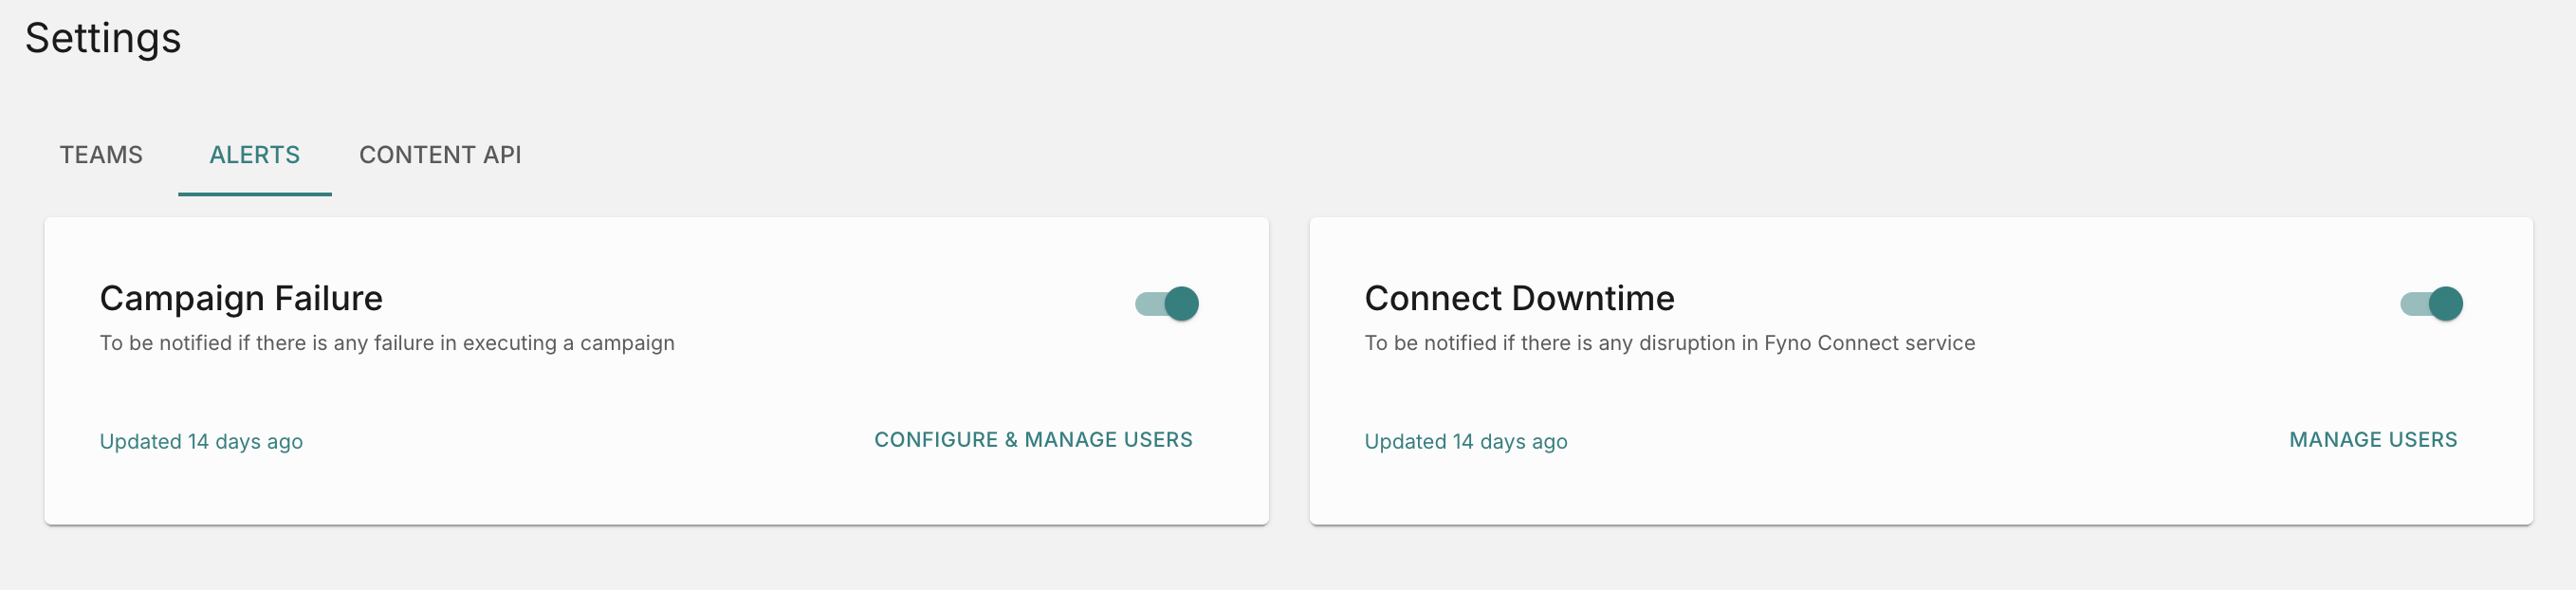 Settings
TEAMS ALERTS CONTENT API
Campaign Failure
To be notified if there is any failure in executing a campaign
Updated 14 days ago CONFIGURE & MANAGE USERS
Connect Downtime
To be notified if there is any disruption in Fyno Connect service
Updated 14 days ago MANAGE USERS